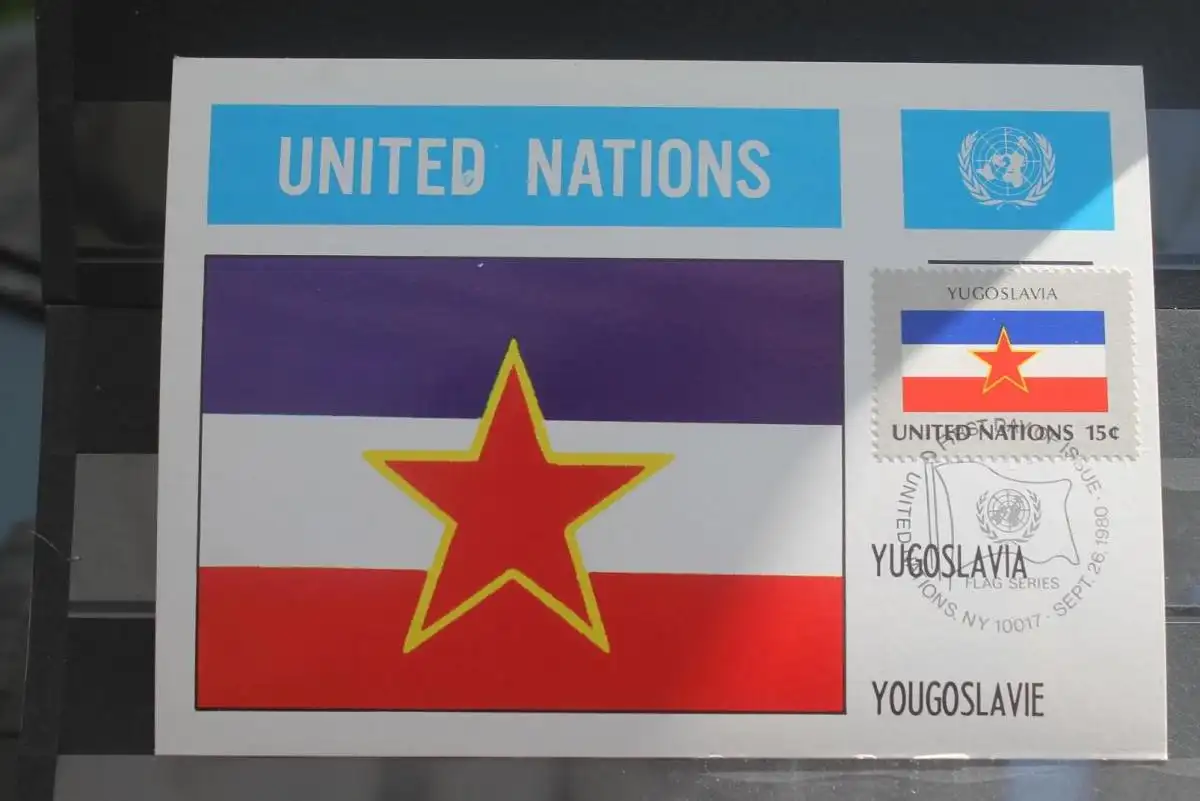 UNITED NATIONS
YUGOSLAVIA
UNITED NATIONS 15¢
FIRST DAY OF ISSUE
UNITED NATIONS, NY 10017 · SEPT. 26, 1980 ·
FLAG SERIES
YUGOSLAVIA
YOUGOSLAVIE